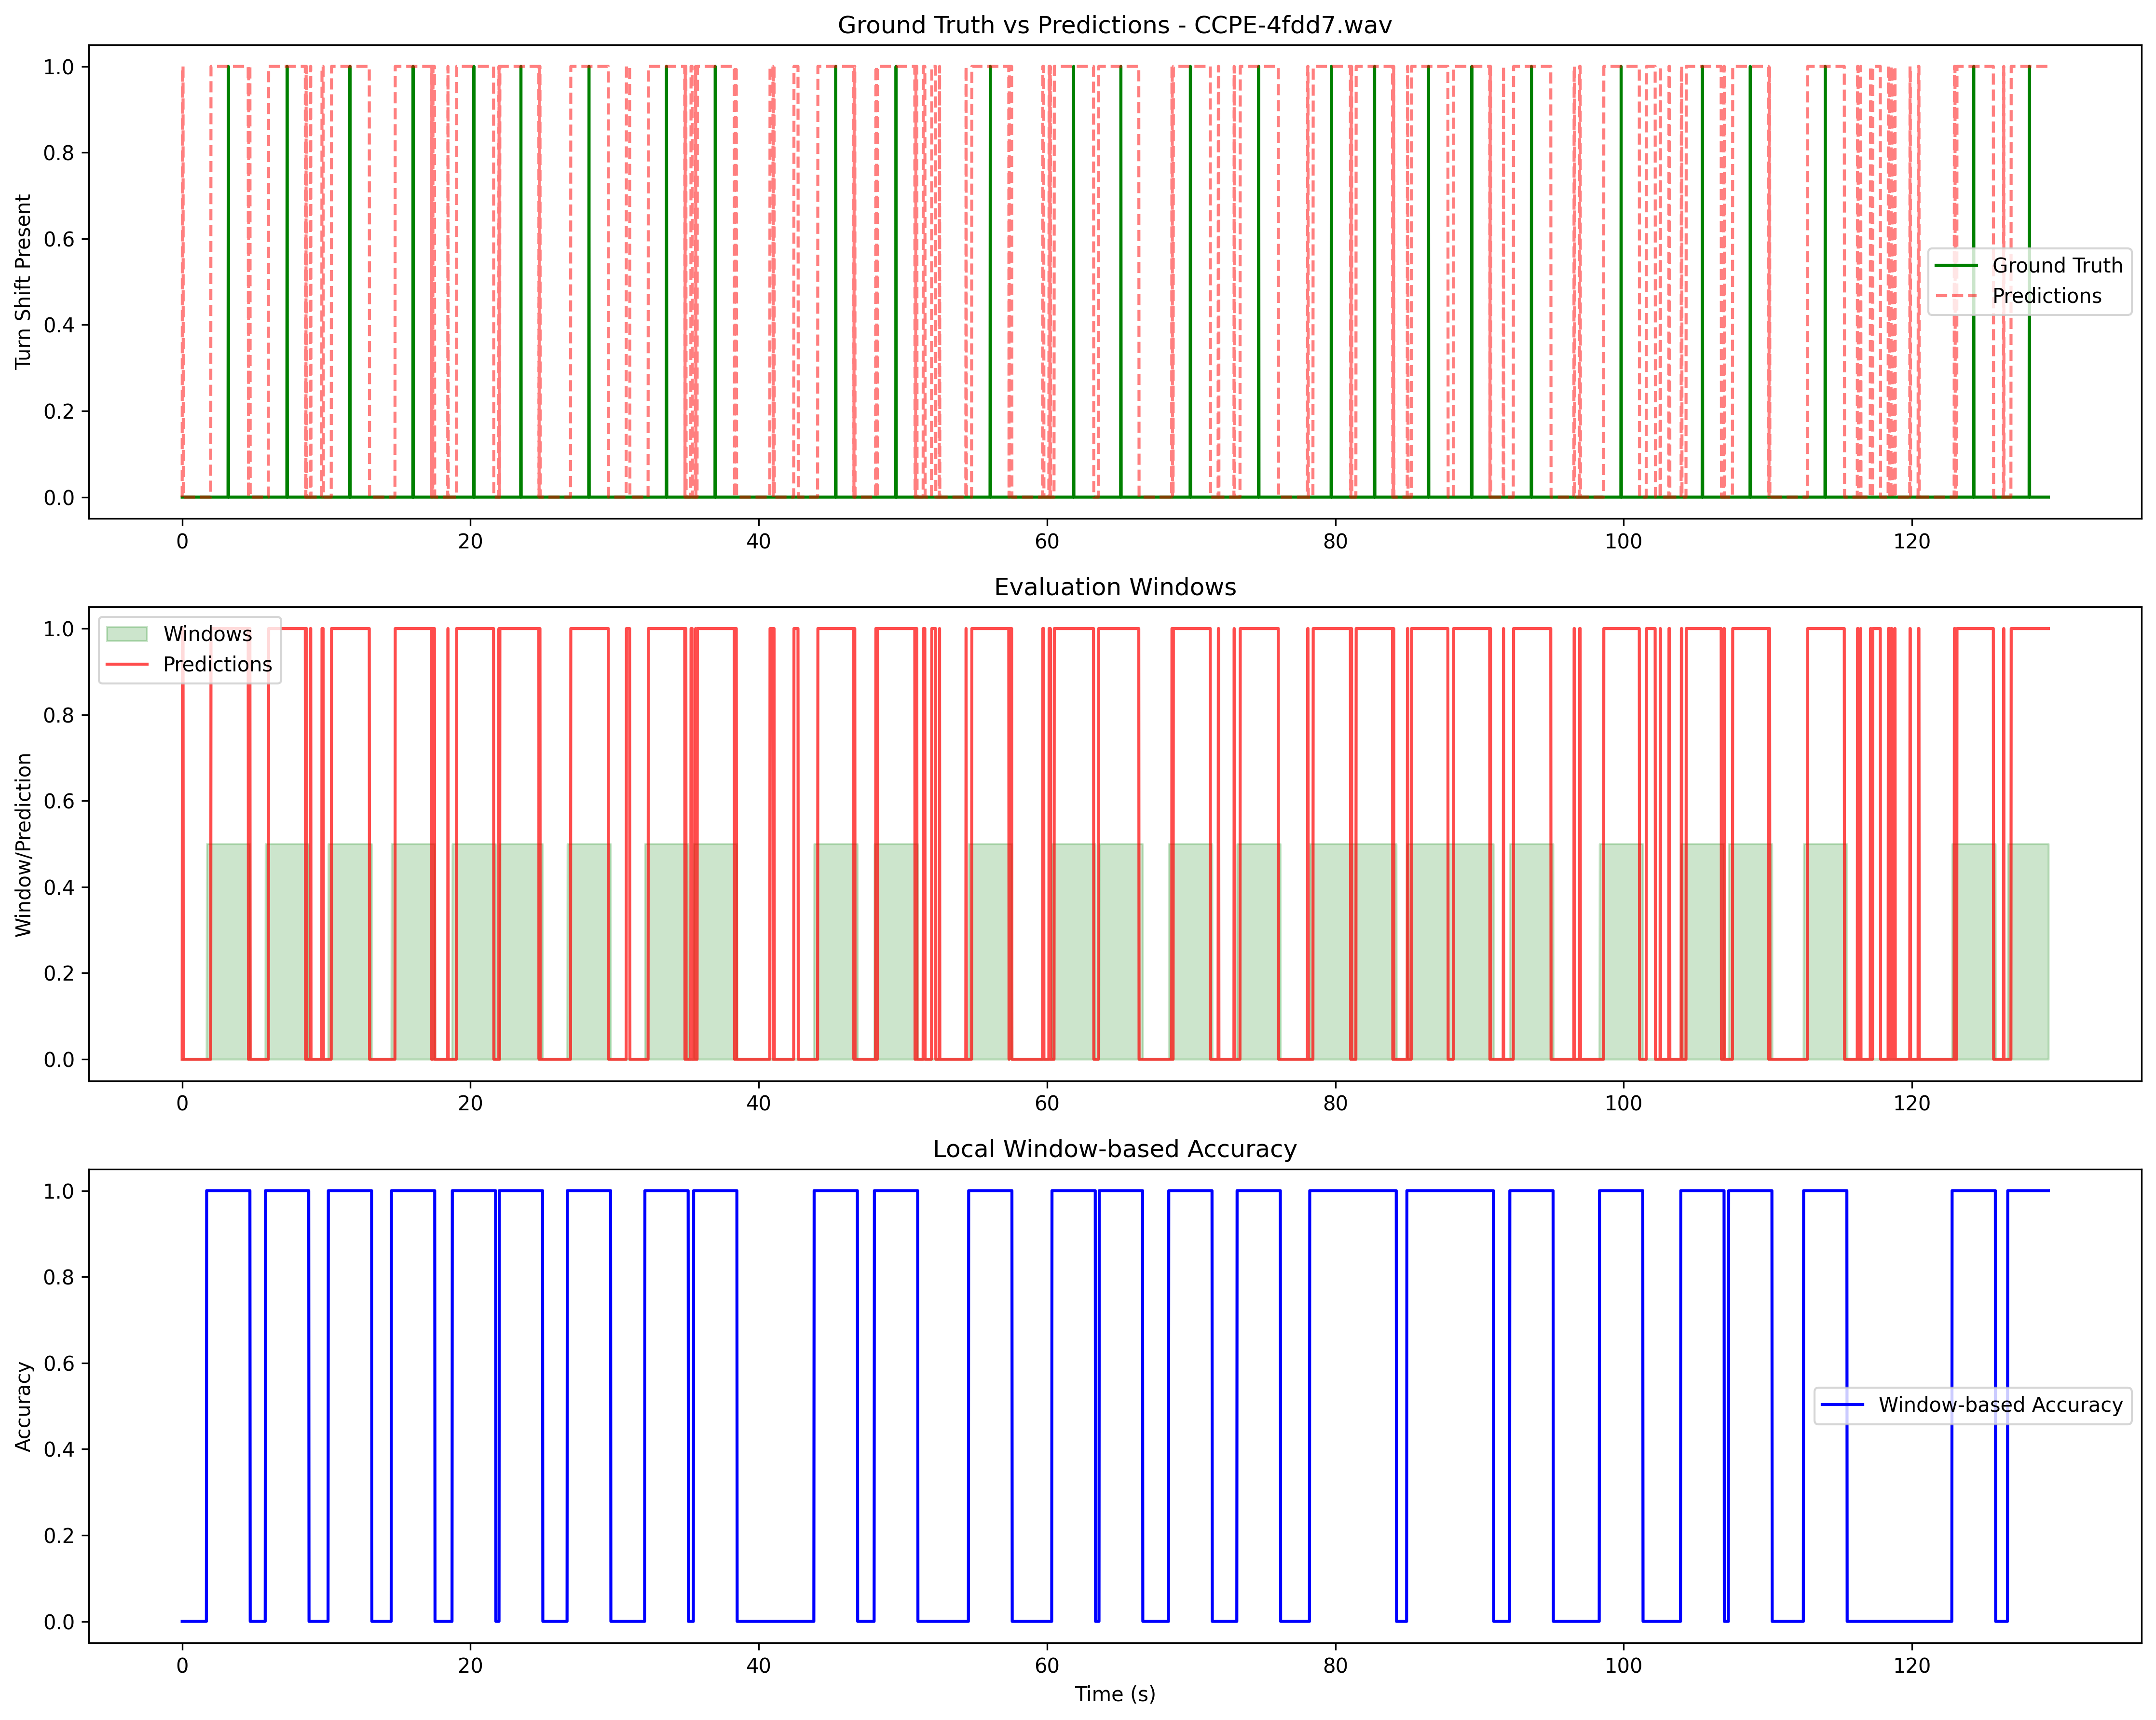 Ground Truth vs Predictions - CCPE-4fdd7.wav
Turn Shift Present
1.0
0.8
0.6
0.4
0.2
0.0
Ground Truth
Predictions
0 20 40 60 80 100 120
Evaluation Windows
Window/Prediction
1.0
0.8
0.6
0.4
0.2
0.0
Windows
Predictions
0 20 40 60 80 100 120
Local Window-based Accuracy
Accuracy
1.0
0.8
0.6
0.4
0.2
0.0
Window-based Accuracy
0 20 40 60 80 100 120
Time (s)